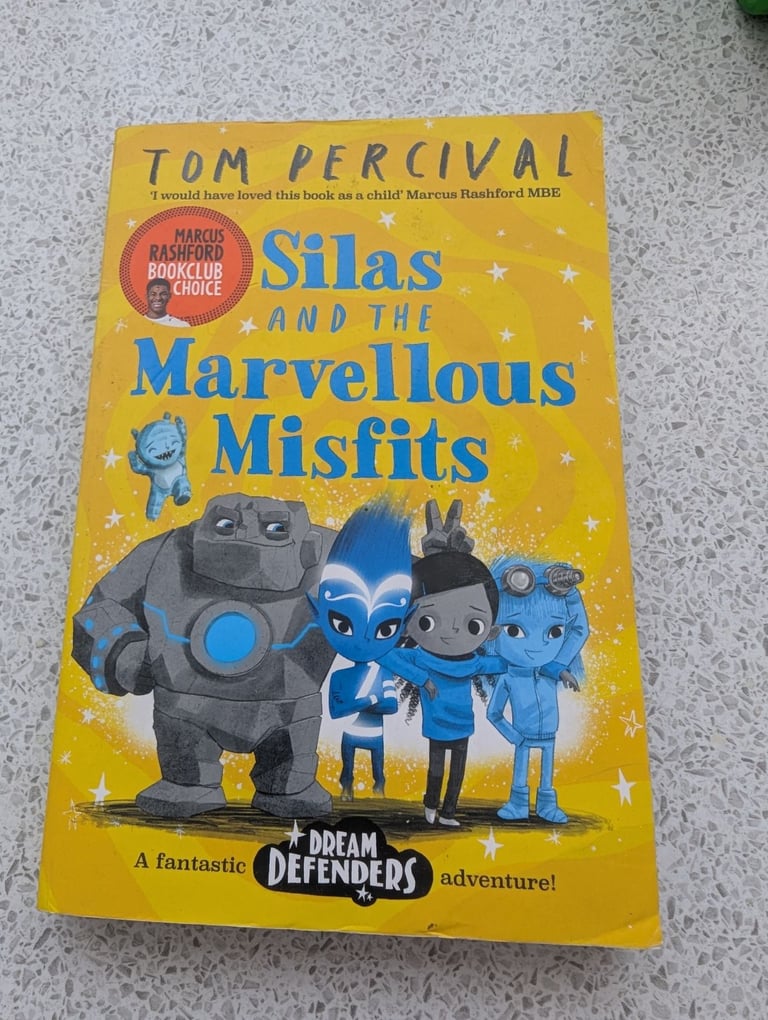 TOM PERCIVAL
'I would have loved this book as a child' Marcus Rashford MBE
MARCUS
RASHFORD
BOOKCLUB
CHOICE
Silas
AND THE
Marvellous
Misfits
A fantastic DREAM DEFENDERS adventure!